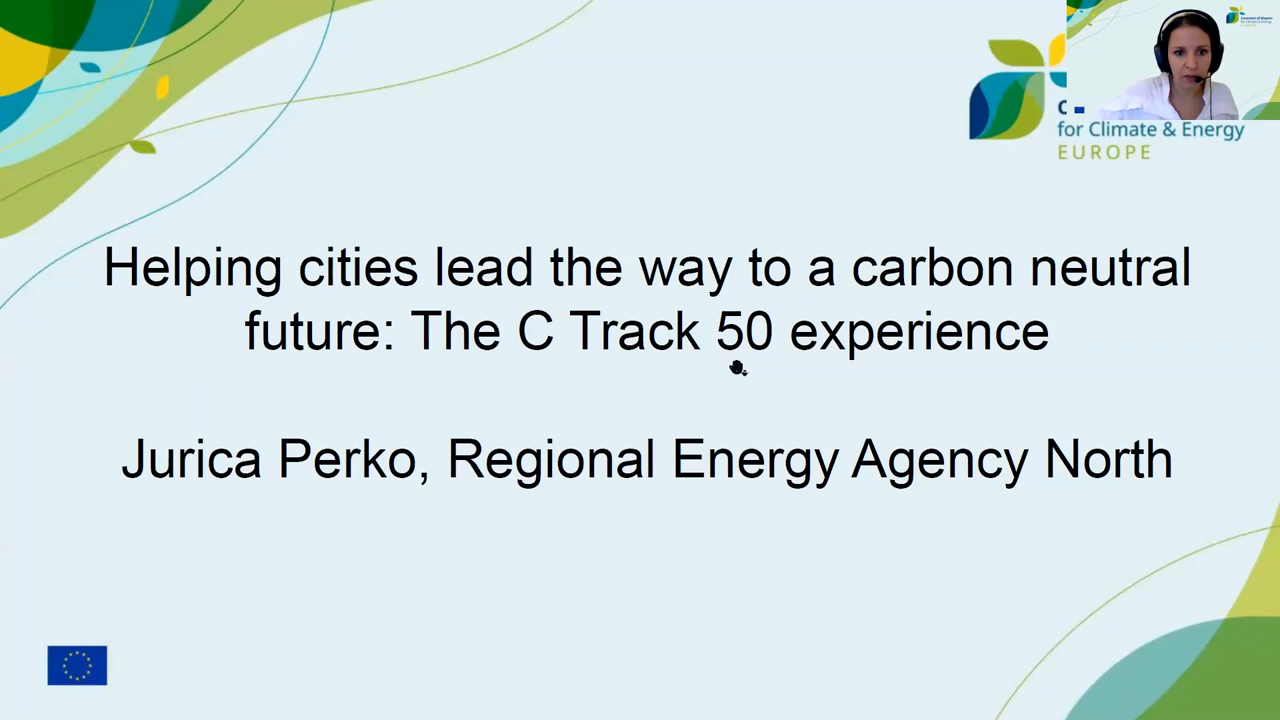 for Climate & Energy
EUROPE
Helping cities lead the way to a carbon neutral
future: The C Track 50 experience
Jurica Perko, Regional Energy Agency North